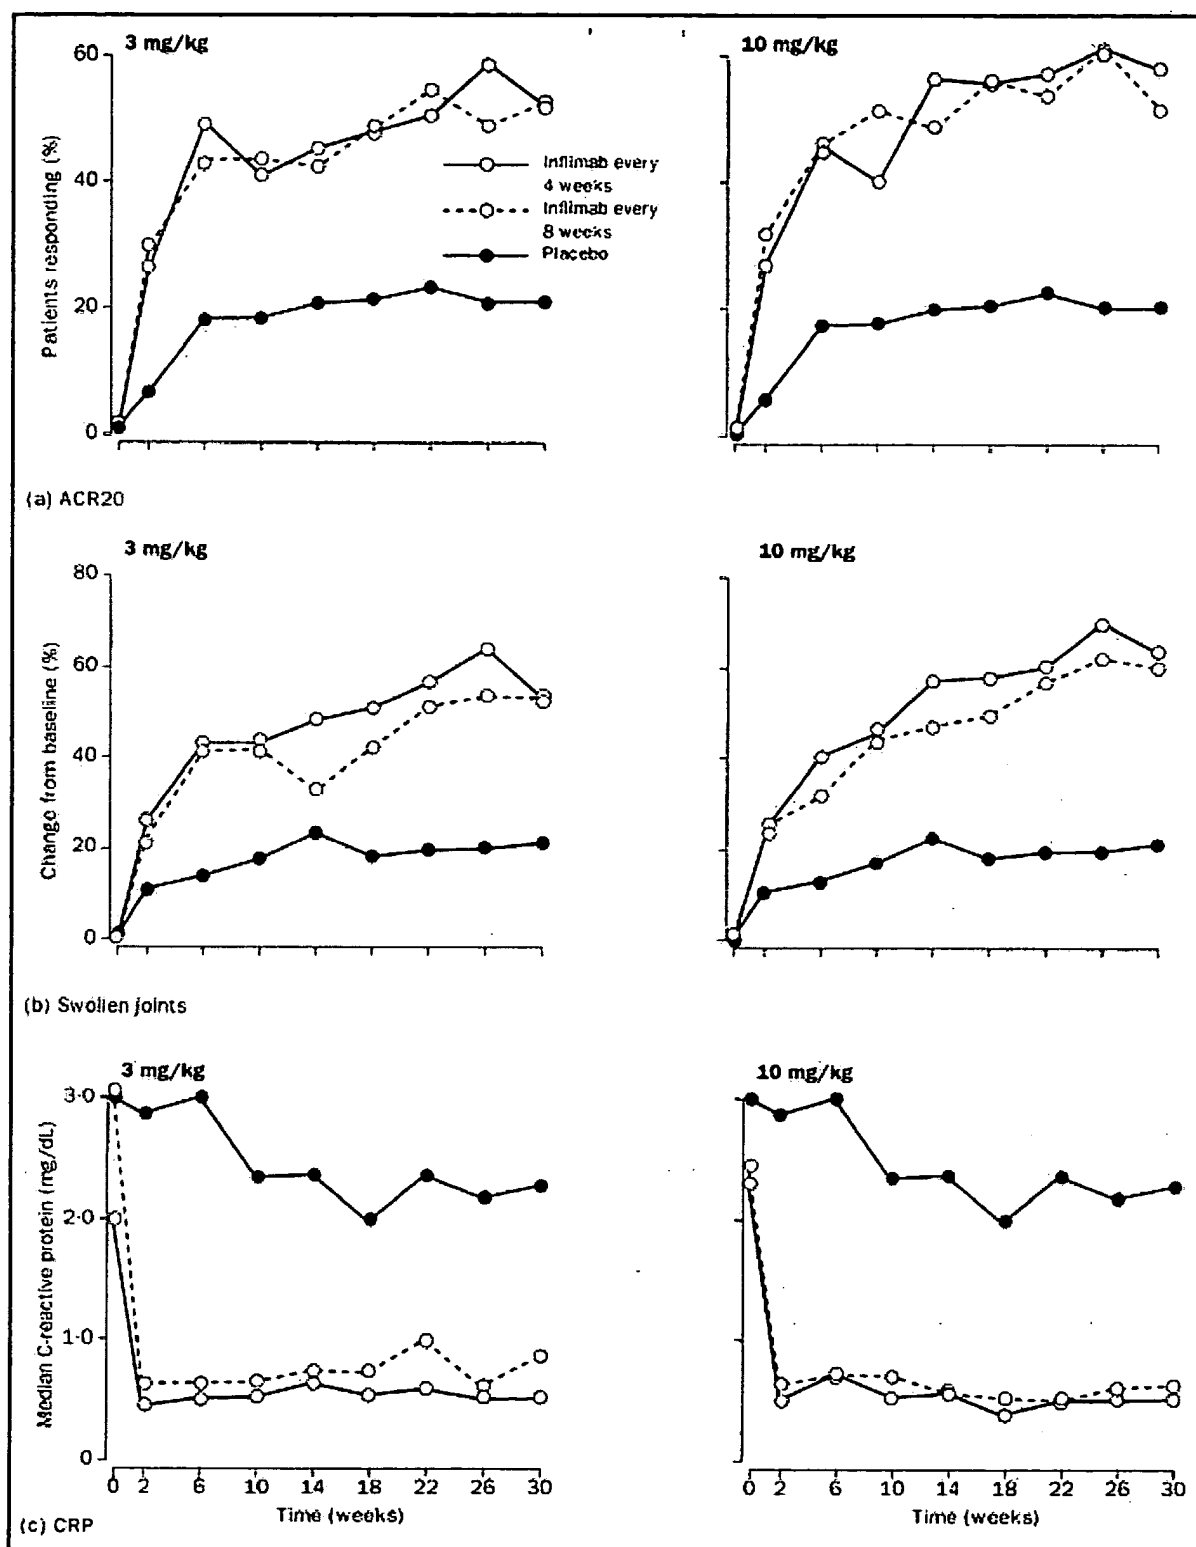 3 mg/kg
10 mg/kg
60
40
20
0
Patients responding (%)
Inflimab every
4 weeks
Inflimab every
8 weeks
Placebo
(a) ACR20
3 mg/kg
10 mg/kg
80
60
40
20
0
Change from baseline (%)
(b) Swollen joints
3 mg/kg
10 mg/kg
3·0
2·0
1·0
0
Median C-reactive protein (mg/dL)
0 2 6 10 14 18 22 26 30
0 2 6 10 14 18 22 26 30
Time (weeks)
Time (weeks)
(c) CRP